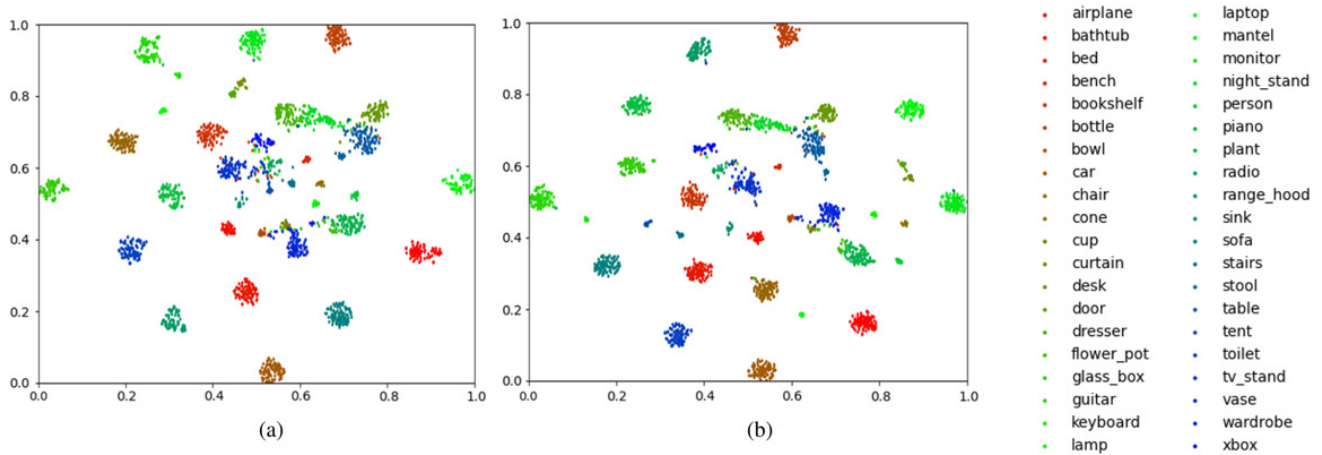 1.0
0.8
0.6
0.4
0.2
0.0
0.0 0.2 0.4 0.6 0.8 1.0
(a)
1.0
0.8
0.6
0.4
0.2
0.0
0.0 0.2 0.4 0.6 0.8 1.0
(b)
airplane
bathtub
bed
bench
bookshelf
bottle
bowl
car
chair
cone
cup
curtain
desk
door
dresser
flower_pot
glass_box
guitar
keyboard
lamp
laptop
mantel
monitor
night_stand
person
piano
plant
radio
range_hood
sink
sofa
stairs
stool
table
tent
toilet
tv_stand
vase
wardrobe
xbox